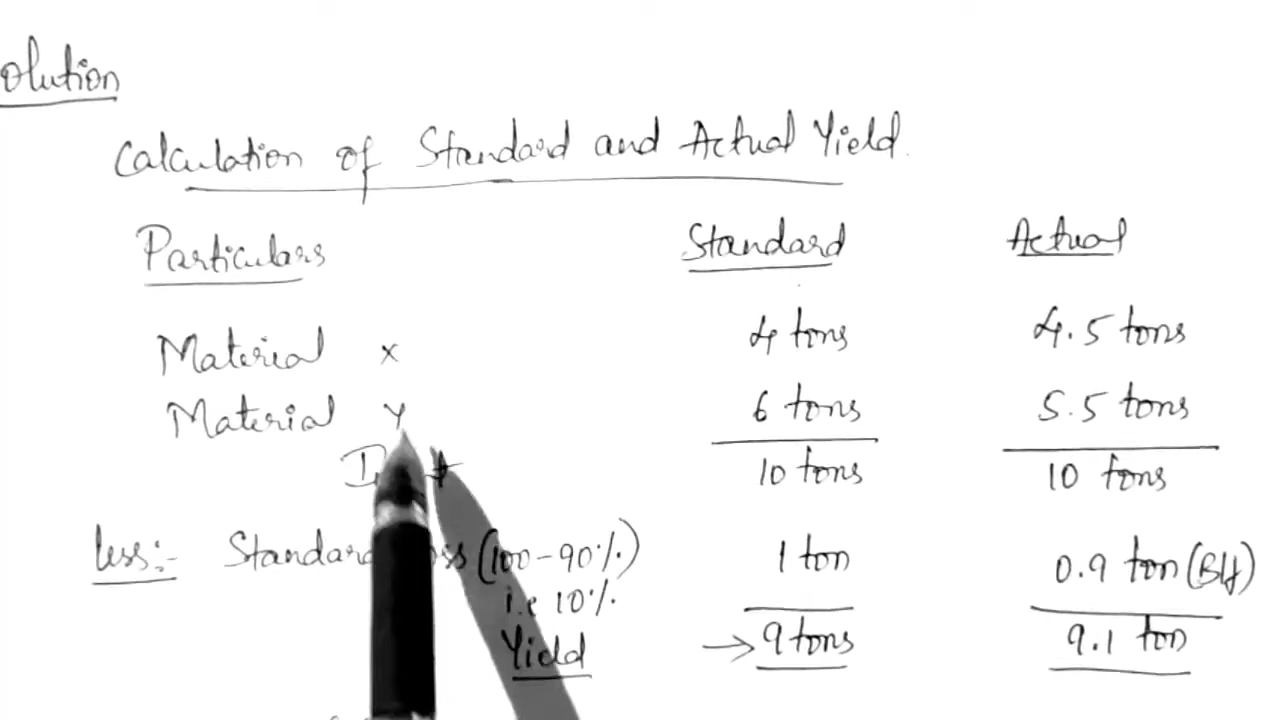 olution
Calculation of Standard and Actual Yield.
Particulars Standard Actual
Material X 4 tons 4.5 tons
Material Y 6 tons 5.5 tons
10 tons 10 tons
less:- Standard (100-90%) 1 ton 0.9 ton (B/f)
i.e 10%
Yield → 9 tons 9.1 ton